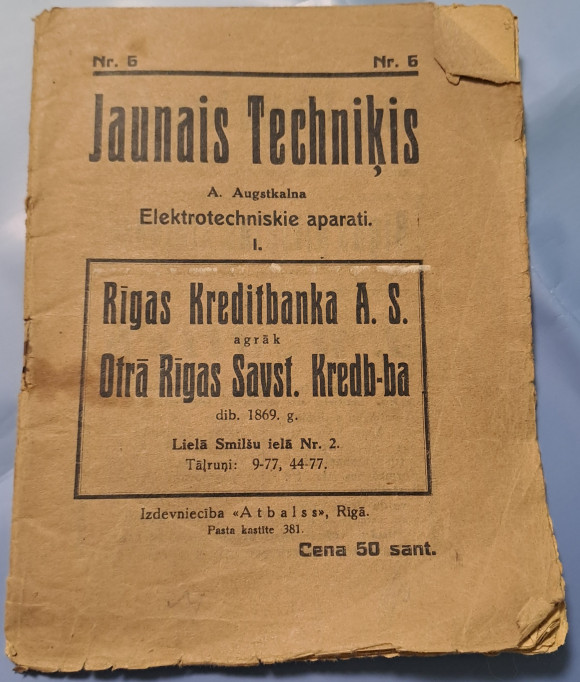 Nr. 6 Nr. 6
Jaunais Techniķis
A. Augstkalna
Elektrotechniskie aparati.
I.
Rīgas Kreditbanka A. S.
agrāk
Otrā Rīgas Savst. Kredb-ba
dib. 1869. g.
Lielā Smilšu ielā Nr. 2.
Tāļruņi: 9-77, 44-77.
Izdevniecība «Atbalss», Rīgā.
Pasta kastīte 381.
Cena 50 sant.